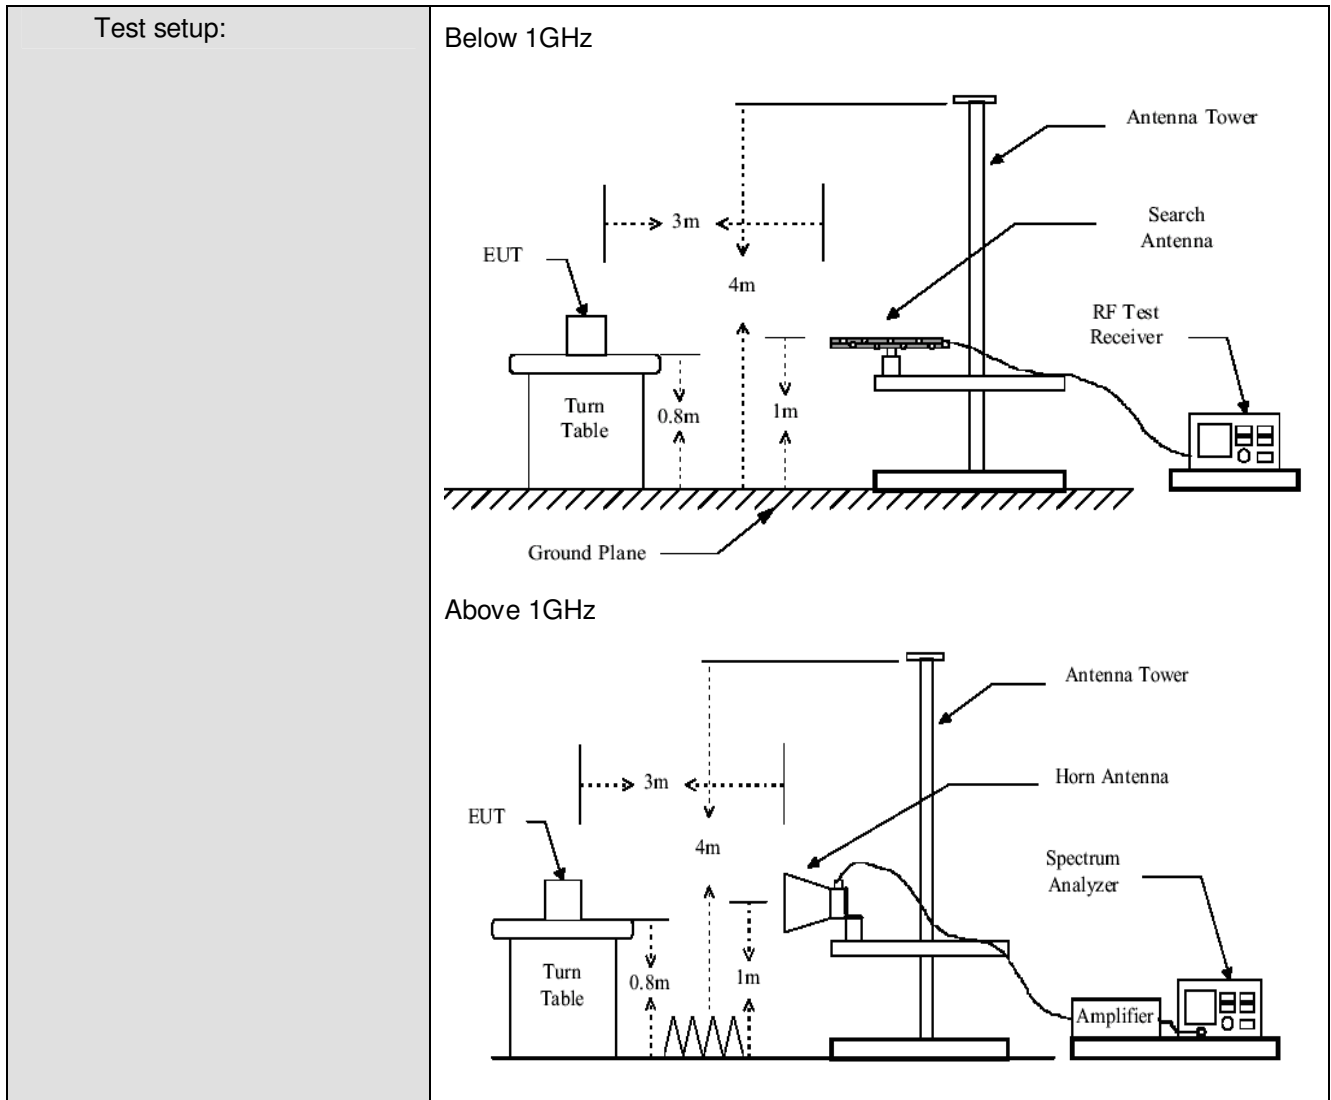 Test setup:
Below 1GHz
Antenna Tower
Search
Antenna
3m
EUT
4m
RF Test
Receiver
Turn
Table
0.8m
1m
Ground Plane
Above 1GHz
Antenna Tower
Horn Antenna
3m
EUT
4m
Spectrum
Analyzer
Turn
Table
0.8m
1m
Amplifier